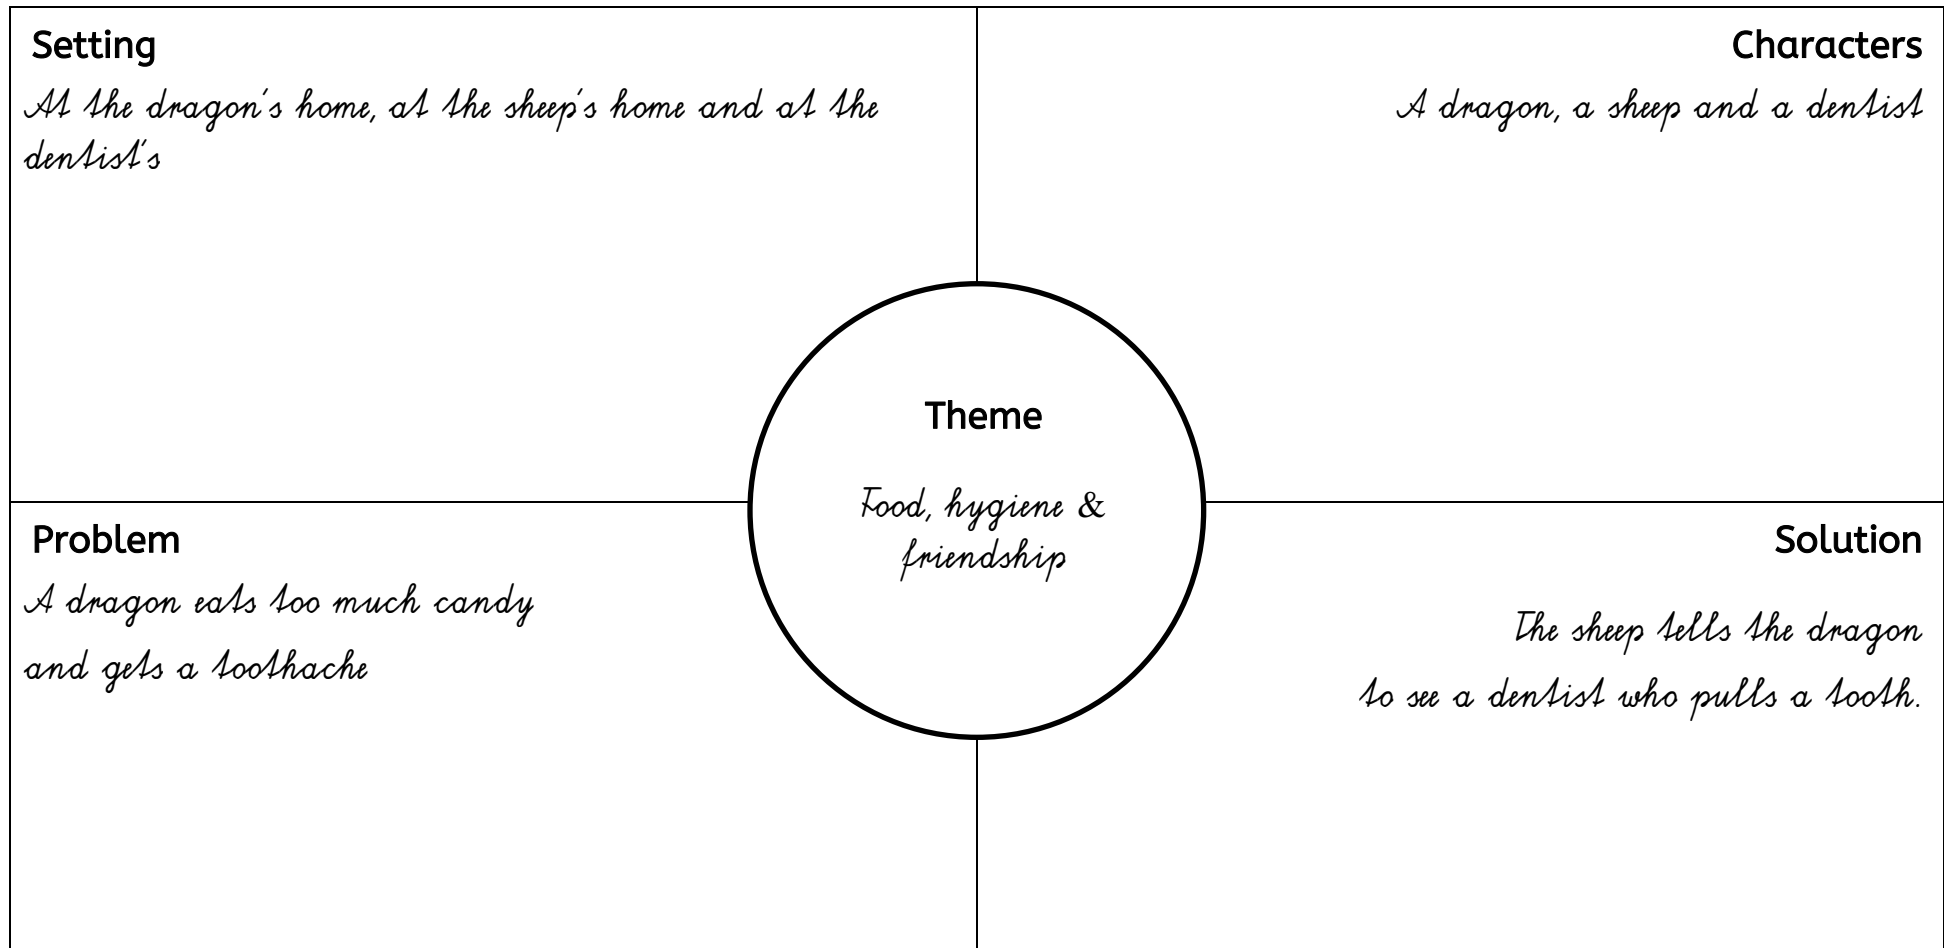 Setting
At the dragon's home, at the sheep's home and at the
dentist's
Characters
A dragon, a sheep and a dentist
Theme
Food, hygiene &
friendship
Problem
A dragon eats too much candy
and gets a toothache
Solution
The sheep tells the dragon
to see a dentist who pulls a tooth.